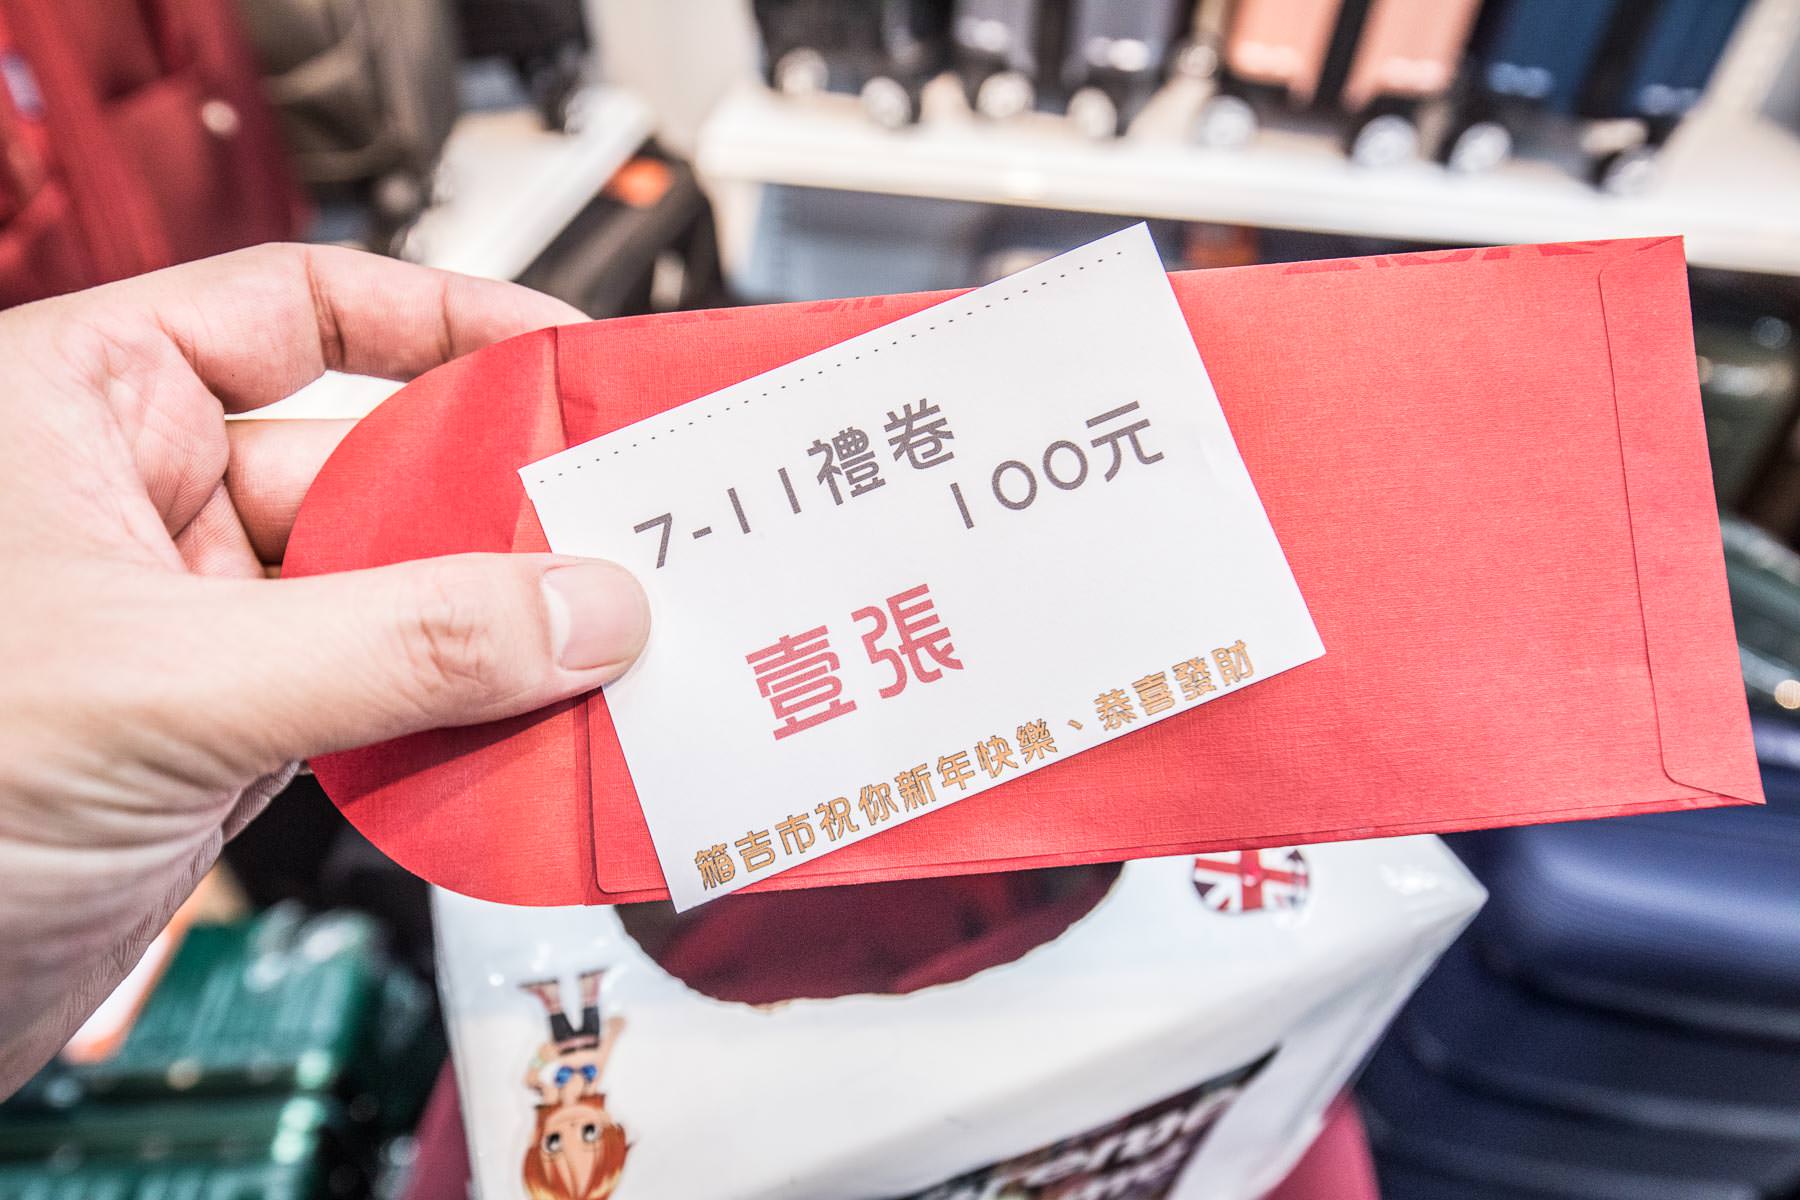 7-11禮卷
100元
壹張
箱吉市祝你新年快樂、恭喜發財